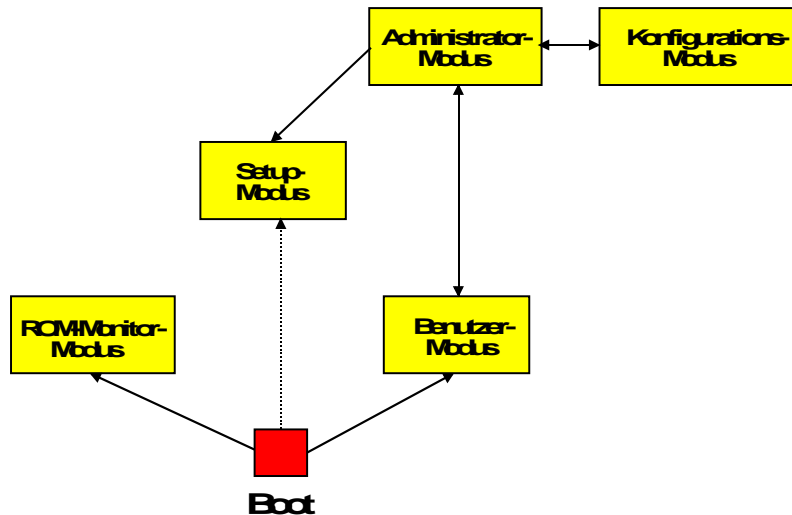 Administrator-
Modus
Konfigurations-
Modus
Setup-
Modus
ROM-Monitor-
Modus
Benutzer-
Modus
Boot